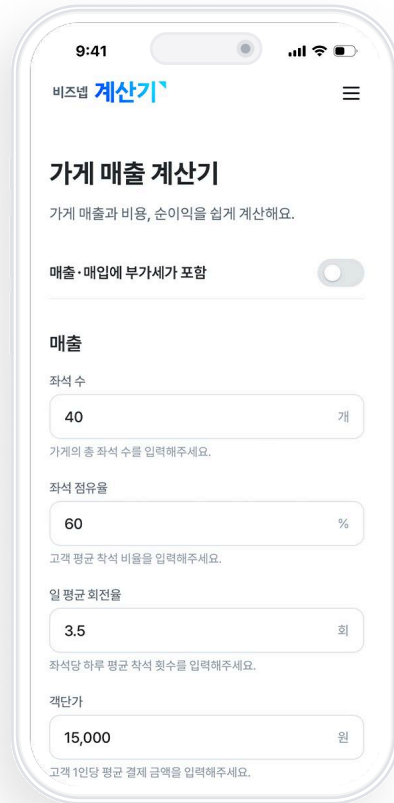 9:41
비즈넵 계산기
가게 매출 계산기
가게 매출과 비용, 순이익을 쉽게 계산해요.
매출·매입에 부가세가 포함
매출
좌석 수
40 개
가게의 총 좌석 수를 입력해주세요.
좌석 점유율
60 %
고객 평균 착석 비율을 입력해주세요.
일 평균 회전율
3.5 회
좌석당 하루 평균 착석 횟수를 입력해주세요.
객단가
15,000 원
고객 1인당 평균 결제 금액을 입력해주세요.